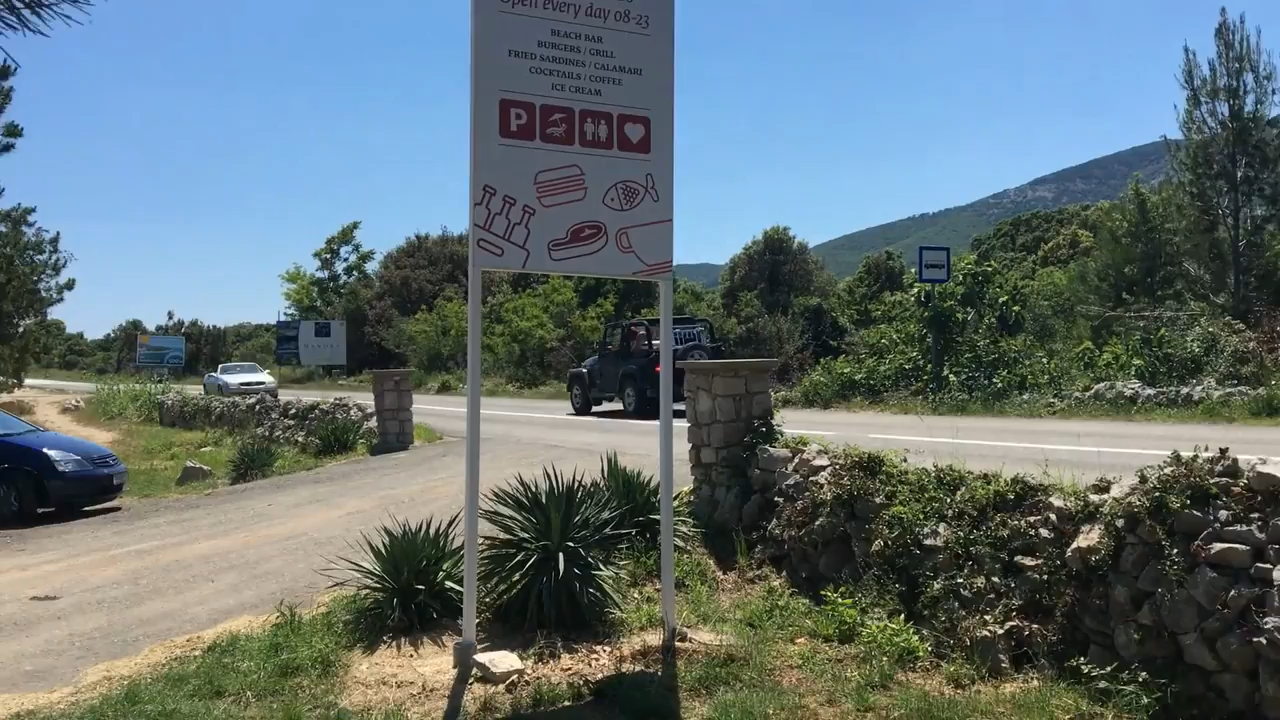 Open every day 08-23
BEACH BAR
BURGERS / GRILL
FRIED SARDINES / CALAMARI
COCKTAILS / COFFEE
ICE CREAM
P